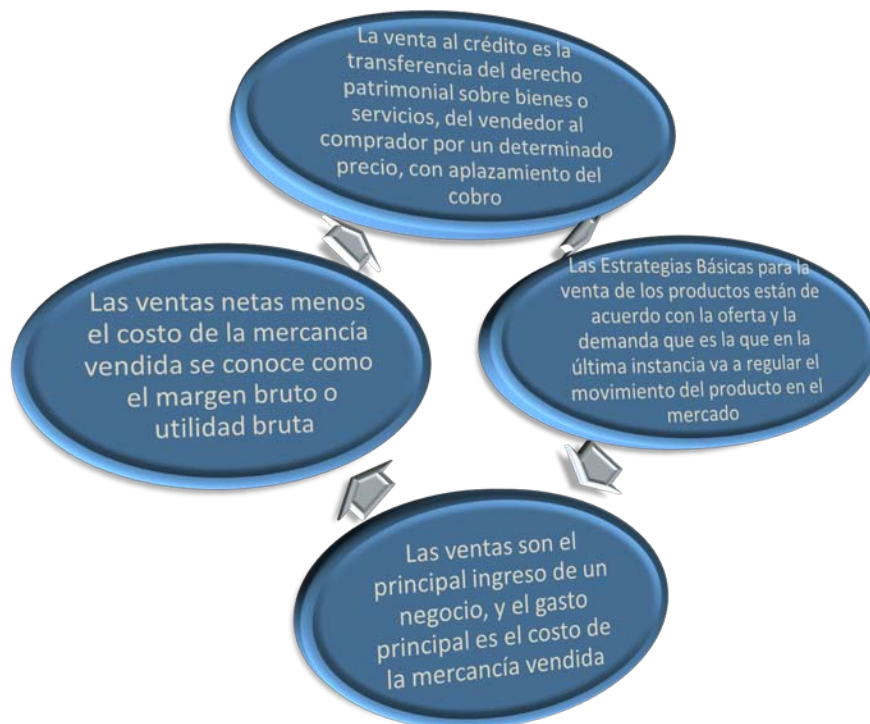 La venta al crédito es la
transferencia del derecho
patrimonial sobre bienes o
servicios, del vendedor al
comprador por un determinado
precio, con aplazamiento del
cobro
Las ventas netas menos
el costo de la mercancía
vendida se conoce como
el margen bruto o
utilidad bruta
Las Estrategias Básicas para la
venta de los productos están de
acuerdo con la oferta y la
demanda que es la que en la
última instancia va a regular el
movimiento del producto en el
mercado
Las ventas son el
principal ingreso de un
negocio, y el gasto
principal es el costo de
la mercancía vendida